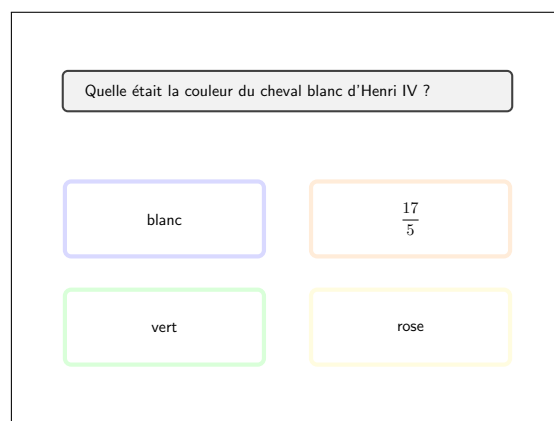 Quelle était la couleur du cheval blanc d'Henri IV ?
blanc
17/5
vert
rose